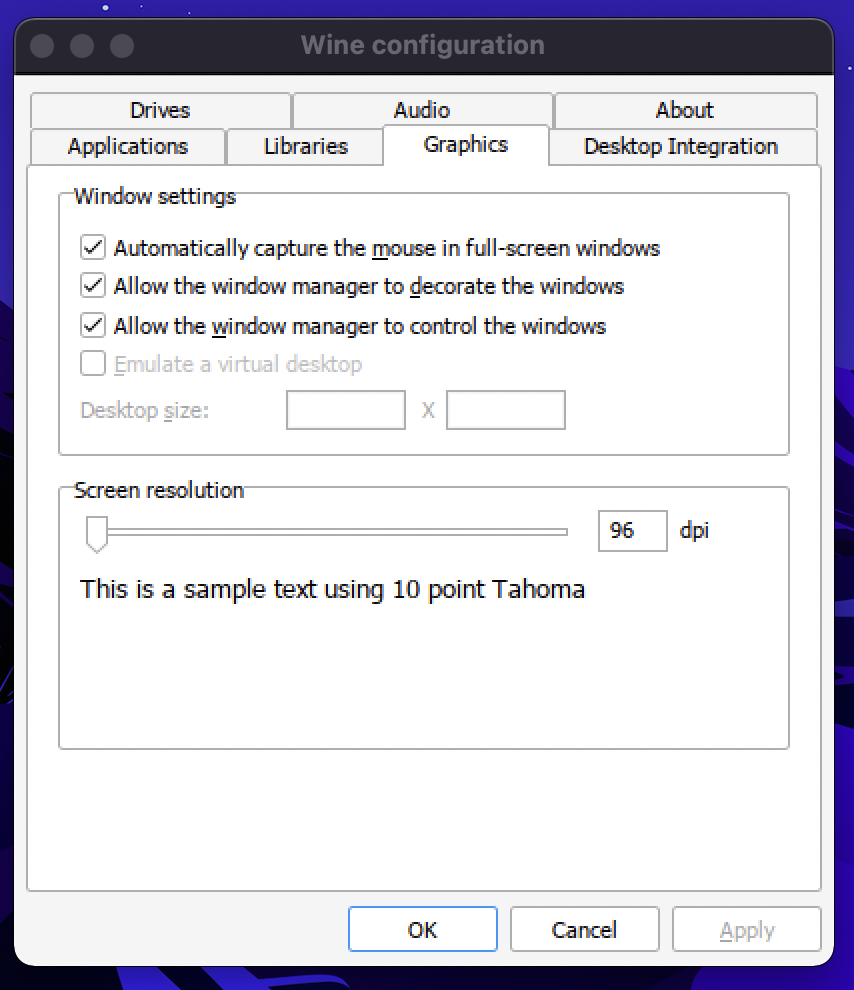 Wine configuration
Drives Audio About
Applications Libraries Graphics Desktop Integration
Window settings
Automatically capture the mouse in full-screen windows
Allow the window manager to decorate the windows
Allow the window manager to control the windows
Emulate a virtual desktop
Desktop size: X
Screen resolution
96 dpi
This is a sample text using 10 point Tahoma
OK Cancel Apply